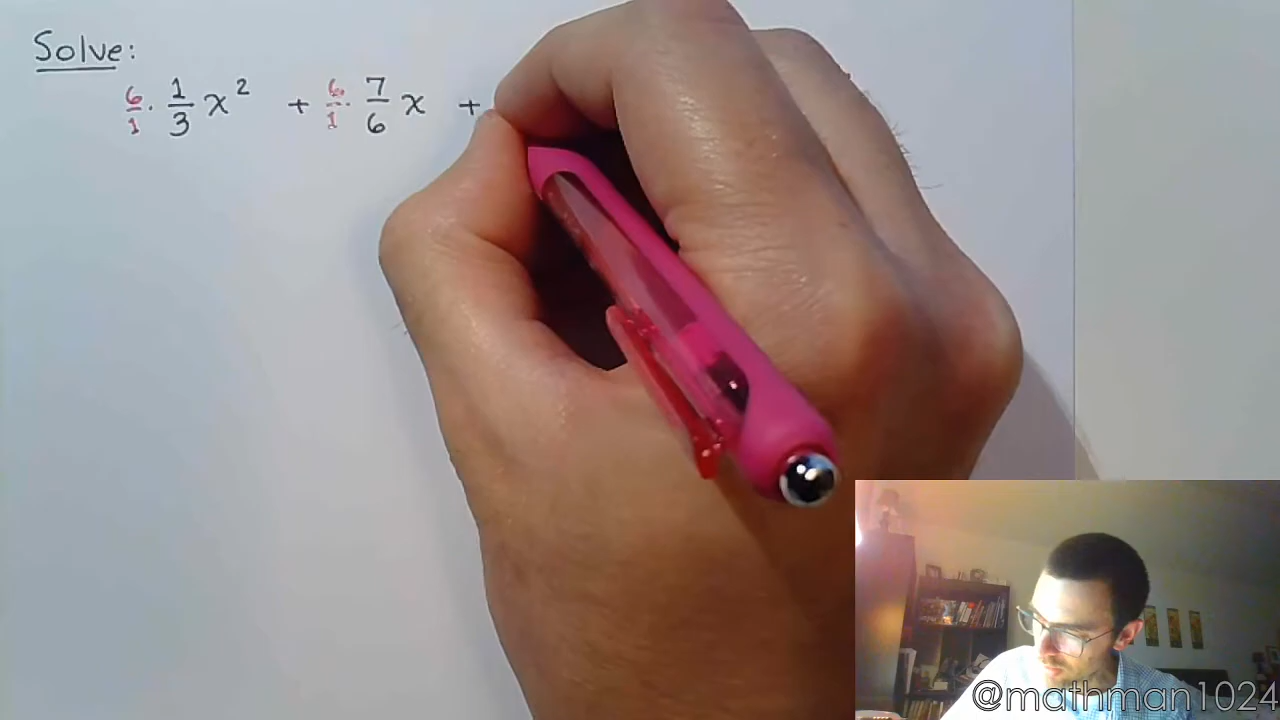 Solve:
6/1 · 1/3 x² + 6/1 · 7/6 x +
@mathman1024